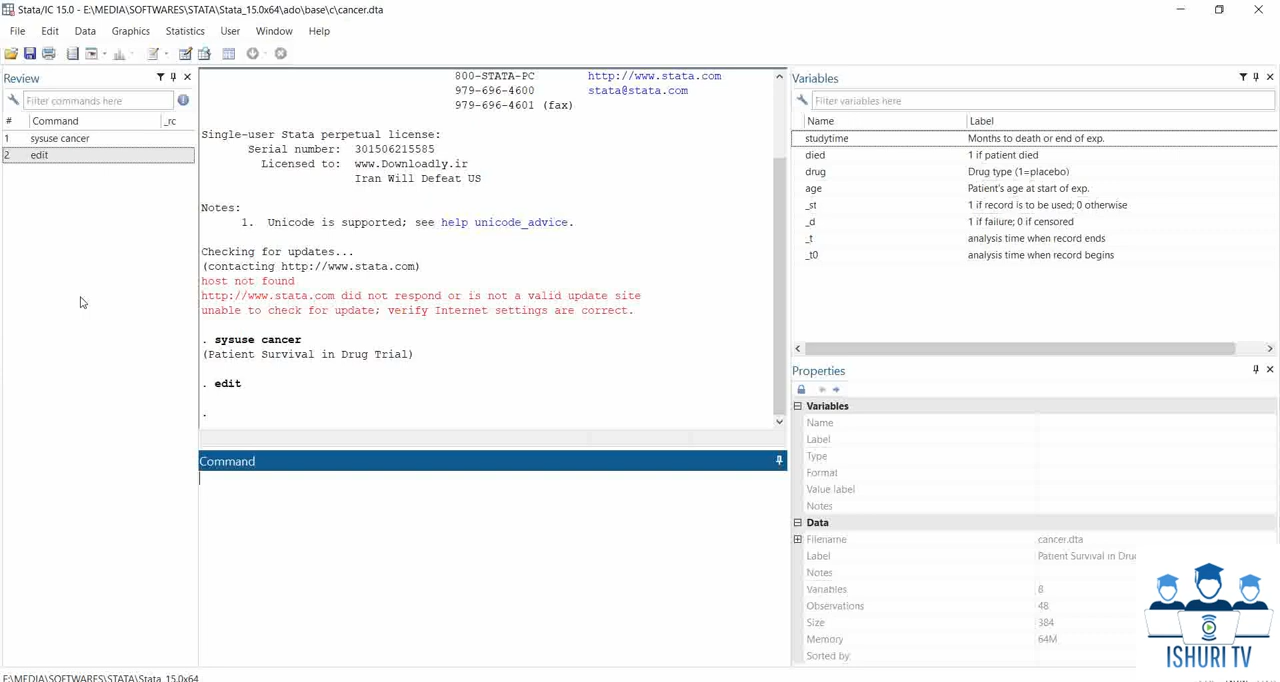 Stata/IC 15.0 - E:\MEDIA\SOFTWARES\STATA\Stata_15.0x64\ado\base\c\cancer.dta
File Edit Data Graphics Statistics User Window Help
Review
Filter commands here
# Command _rc
1 sysuse cancer
2 edit
800-STATA-PC http://www.stata.com
979-696-4600 stata@stata.com
979-696-4601 (fax)
Single-user Stata perpetual license:
Serial number: 301506215585
Licensed to: www.Downloadly.ir
Iran Will Defeat US
Notes:
1. Unicode is supported; see help unicode_advice.
Checking for updates...
(contacting http://www.stata.com)
host not found
http://www.stata.com did not respond or is not a valid update site
unable to check for update; verify Internet settings are correct.
. sysuse cancer
(Patient Survival in Drug Trial)
. edit
.
Command
Variables
Filter variables here
Name Label
studytime Months to death or end of exp.
died 1 if patient died
drug Drug type (1=placebo)
age Patient's age at start of exp.
_st 1 if record is to be used; 0 otherwise
_d 1 if failure; 0 if censored
_t analysis time when record ends
_t0 analysis time when record begins
Properties
Variables
Name
Label
Type
Format
Value label
Notes
Data
Filename cancer.dta
Label Patient Survival in Dru
Notes
Variables 8
Observations 48
Size 384
Memory 64M
Sorted by
ISHURI TV
E:\MEDIA\SOFTWARES\STATA\Stata_15.0x64